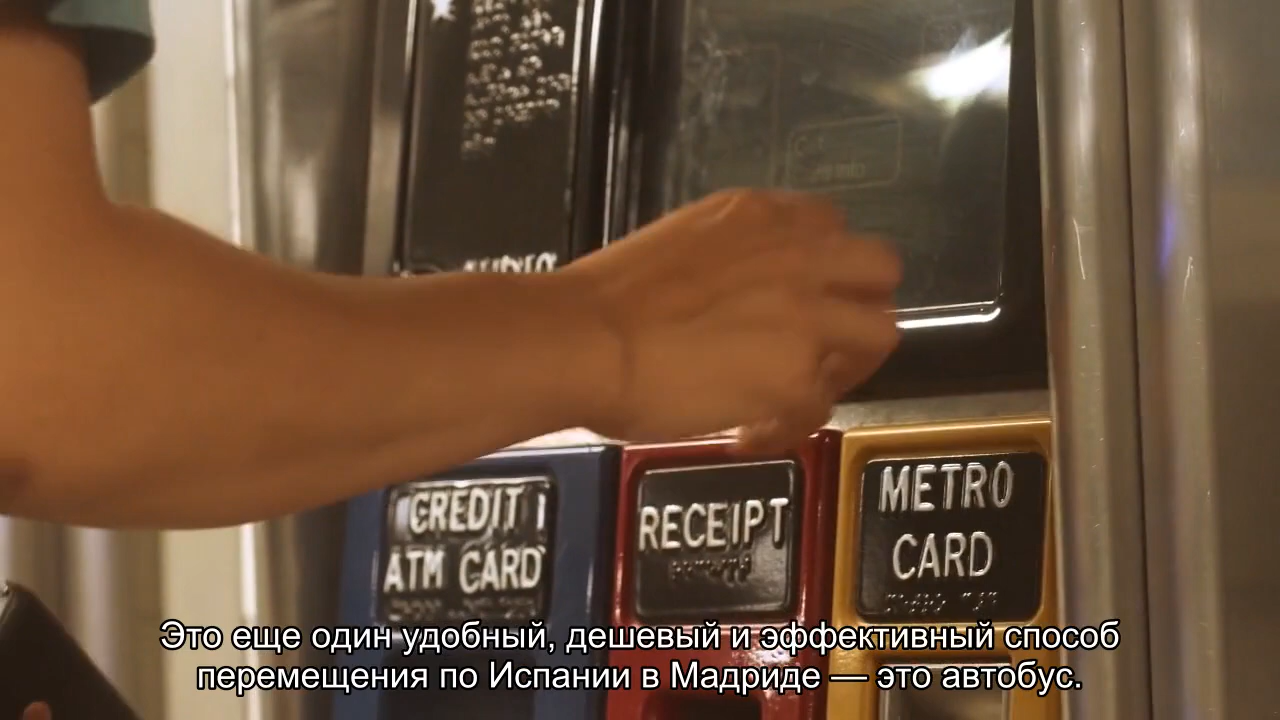 AUDIO
CREDIT
ATM CARD
RECEIPT
METRO
CARD
Это еще один удобный, дешевый и эффективный способ
перемещения по Испании в Мадриде — это автобус.